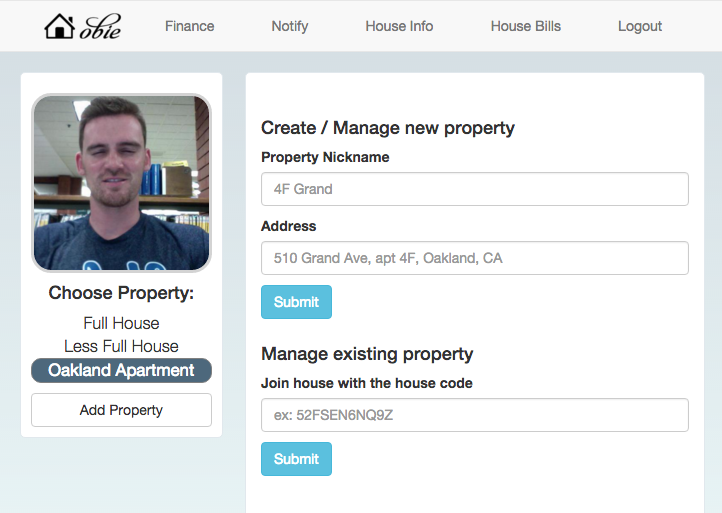 obie
Finance
Notify
House Info
House Bills
Logout
Choose Property:
Full House
Less Full House
Oakland Apartment
Add Property
Create / Manage new property
Property Nickname
4F Grand
Address
510 Grand Ave, apt 4F, Oakland, CA
Submit
Manage existing property
Join house with the house code
ex: 52FSEN6NQ9Z
Submit